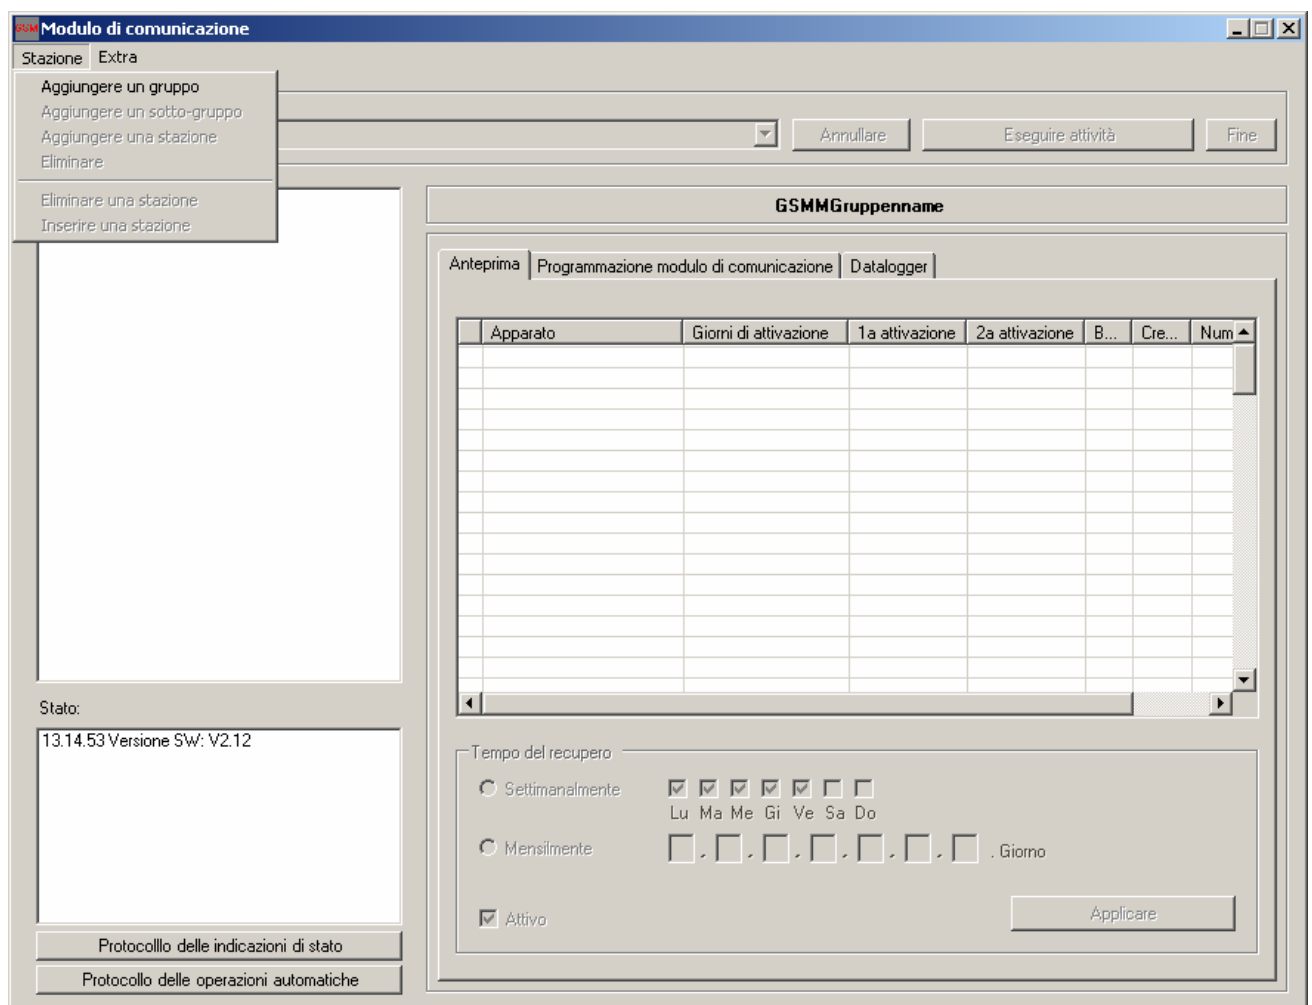 GSM Modulo di comunicazione
Stazione Extra
Aggiungere un gruppo
Aggiungere un sotto-gruppo
Aggiungere una stazione
Eliminare
Eliminare una stazione
Inserire una stazione
Annullare Eseguire attività Fine
GSMMGruppenname
Anteprima Programmazione modulo di comunicazione Datalogger
Apparato Giorni di attivazione 1a attivazione 2a attivazione B... Cre... Num
Stato:
13.14.53 Versione SW: V2.12
Tempo del recupero
Settimanalmente
Lu Ma Me Gi Ve Sa Do
Mensilmente , , , , , , . Giorno
Attivo
Applicare
Protocolllo delle indicazioni di stato
Protocollo delle operazioni automatiche